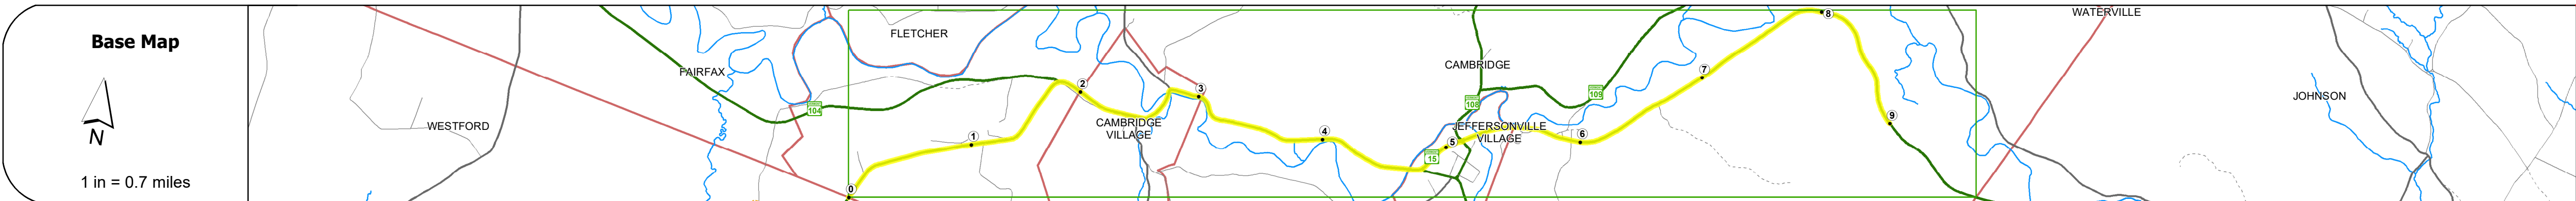 Base Map
N
1 in = 0.7 miles
WESTFORD
FAIRFAX
104
FLETCHER
0
1
2
CAMBRIDGE
VILLAGE
3
4
CAMBRIDGE
108
109
JEFFERSONVILLE
VILLAGE
15
5
6
7
8
9
WATERVILLE
JOHNSON